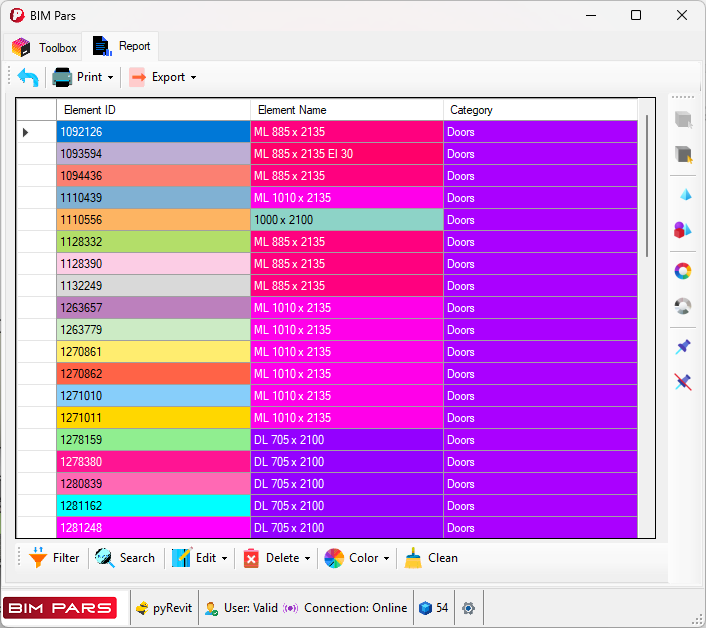 BIM Pars
Toolbox Report
Print Export
Element ID Element Name Category
1092126 ML 885 x 2135 Doors
1093594 ML 885 x 2135 EI 30 Doors
1094436 ML 885 x 2135 Doors
1110439 ML 1010 x 2135 Doors
1110556 1000 x 2100 Doors
1128332 ML 885 x 2135 Doors
1128390 ML 885 x 2135 Doors
1132249 ML 885 x 2135 Doors
1263657 ML 1010 x 2135 Doors
1263779 ML 1010 x 2135 Doors
1270861 ML 1010 x 2135 Doors
1270862 ML 1010 x 2135 Doors
1271010 ML 1010 x 2135 Doors
1271011 ML 1010 x 2135 Doors
1278159 DL 705 x 2100 Doors
1278380 DL 705 x 2100 Doors
1280839 DL 705 x 2100 Doors
1281162 DL 705 x 2100 Doors
1281248 DL 705 x 2100 Doors
Filter Search Edit Delete Color Clean
BIM PARS pyRevit User: Valid Connection: Online 54